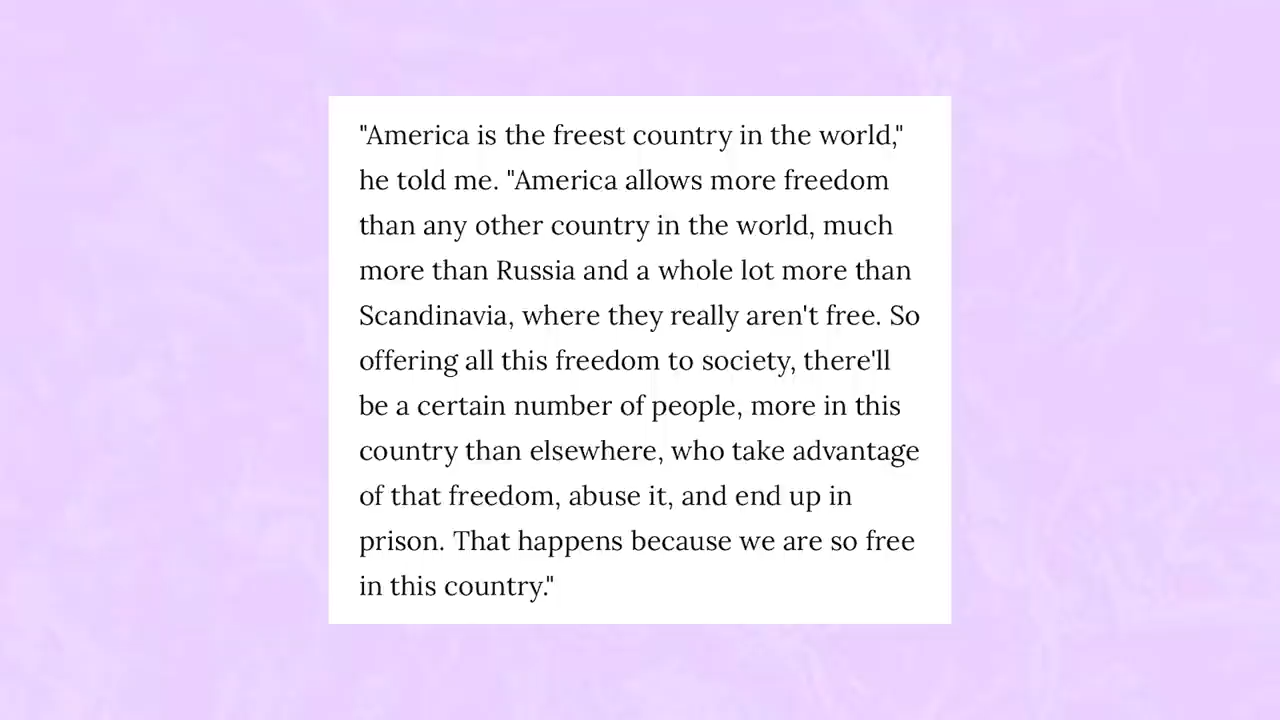 "America is the freest country in the world,"
he told me. "America allows more freedom
than any other country in the world, much
more than Russia and a whole lot more than
Scandinavia, where they really aren't free. So
offering all this freedom to society, there'll
be a certain number of people, more in this
country than elsewhere, who take advantage
of that freedom, abuse it, and end up in
prison. That happens because we are so free
in this country."